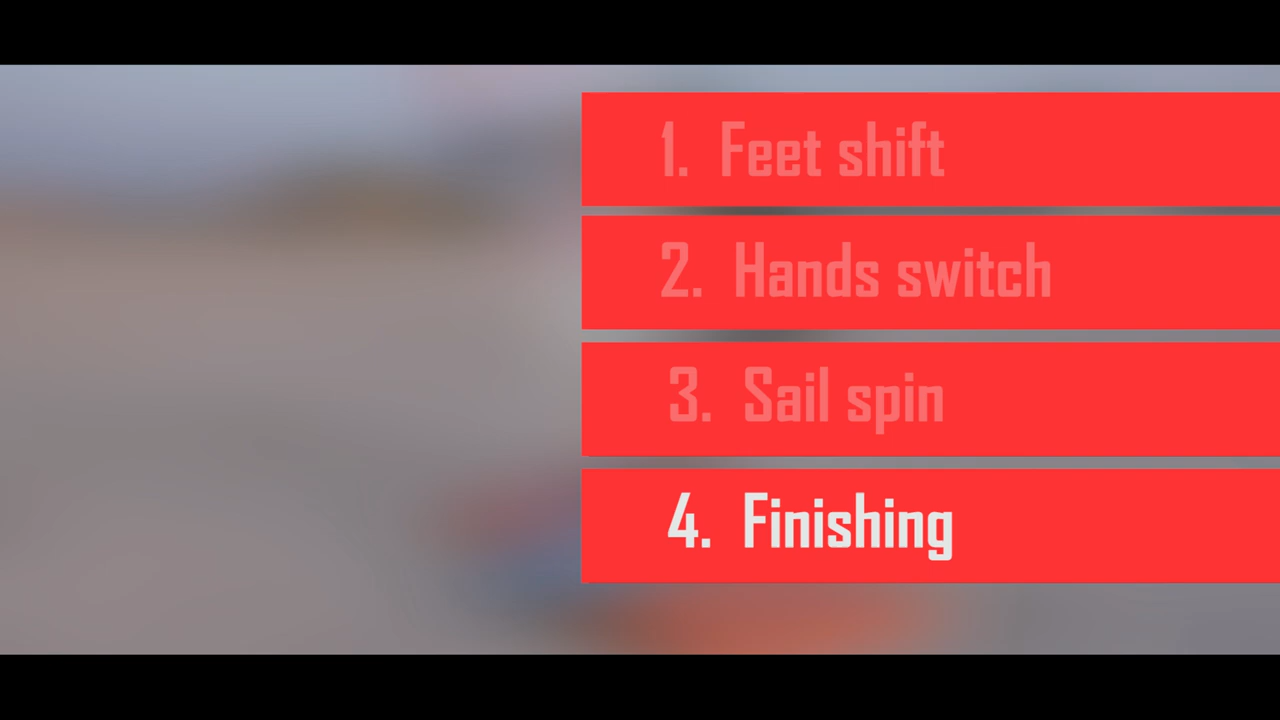 1. Feet shift
2. Hands switch
3. Sail spin
4. Finishing